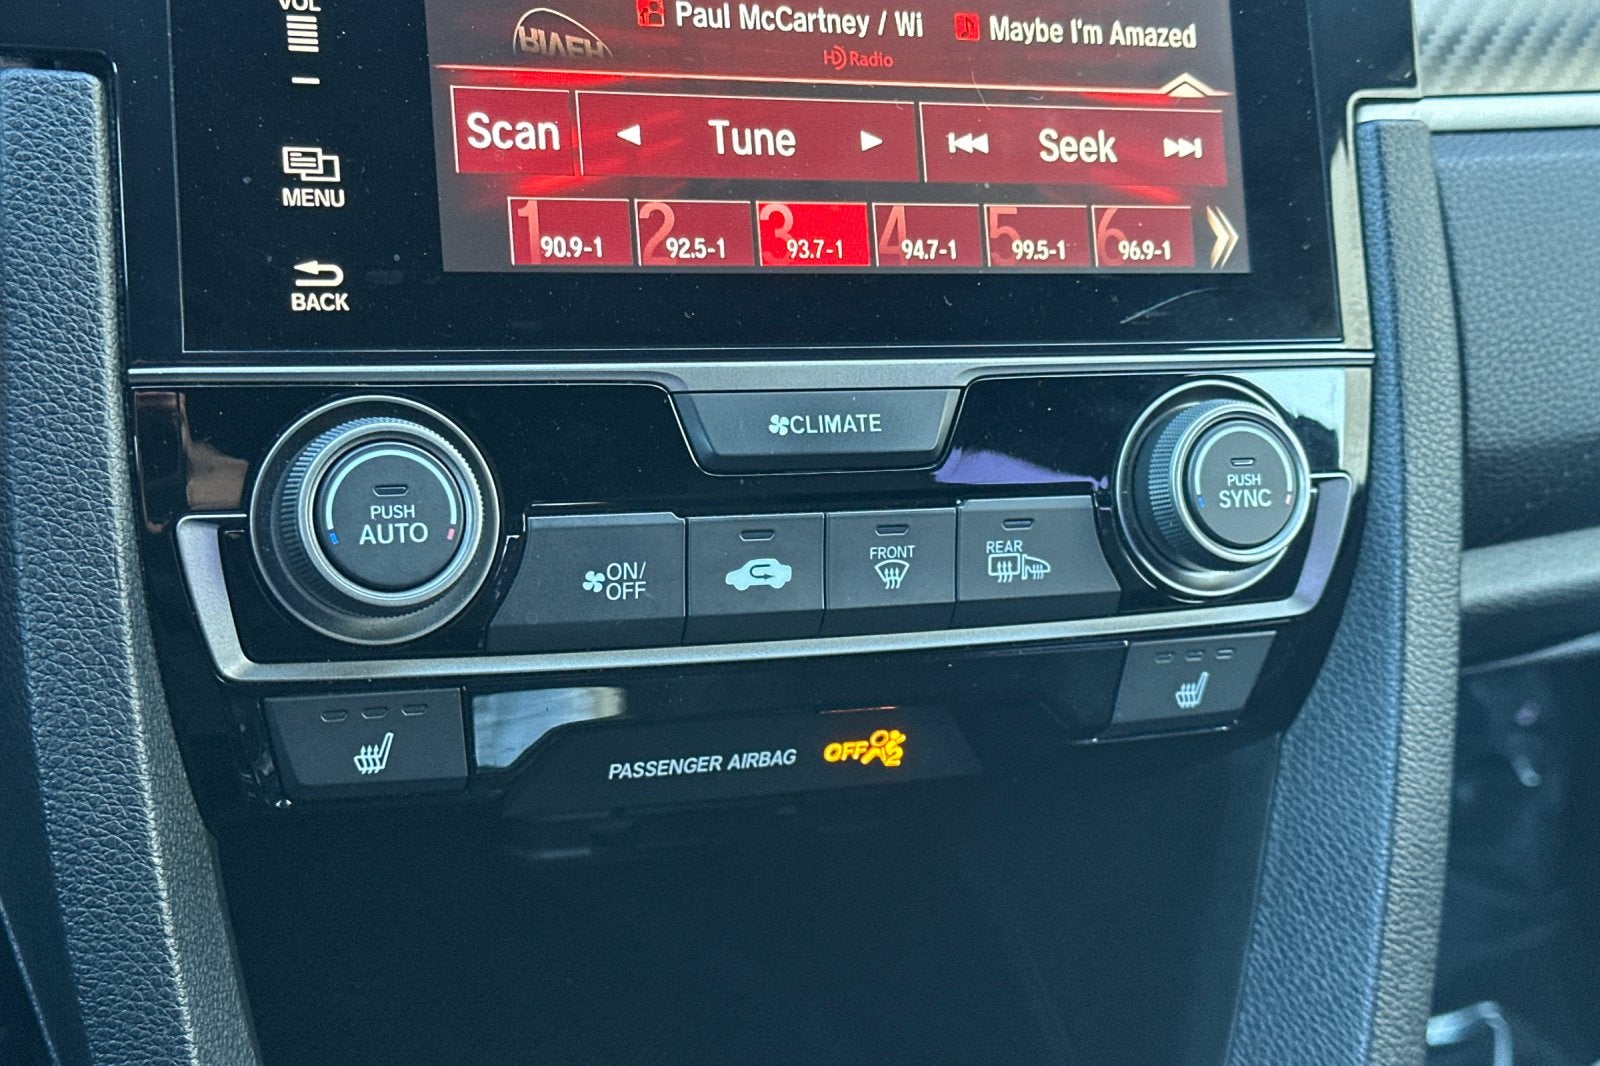 VOL
Paul McCartney / Wi
Maybe I'm Amazed
RIVER
HD Radio
Scan
Tune
Seek
MENU
1 90.9-1
2 92.5-1
3 93.7-1
4 94.7-1
5 99.5-1
6 96.9-1
BACK
CLIMATE
PUSH
AUTO
PUSH
SYNC
ON/
OFF
FRONT
REAR
PASSENGER AIRBAG
OFF 2